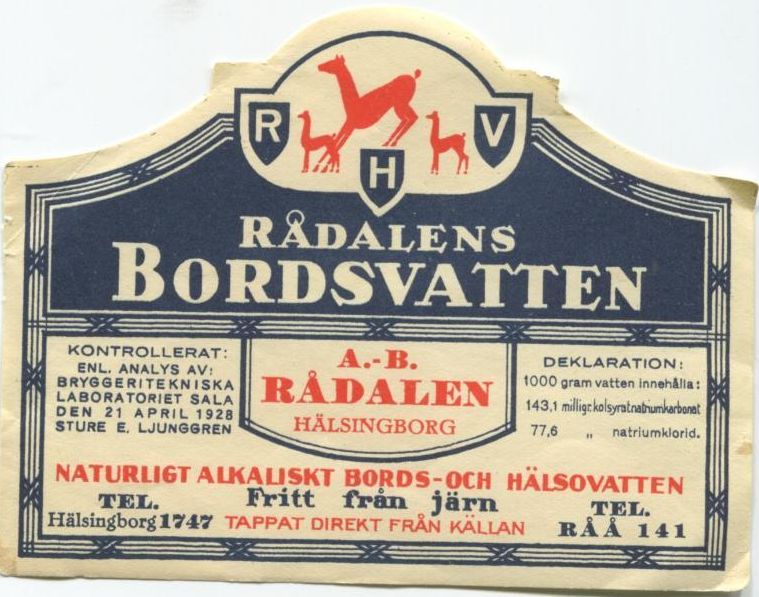 R H V
RÅDALENS
BORDSVATTEN
KONTROLLERAT:
ENL. ANALYS AV:
BRYGGERITEKNISKA
LABORATORIET SALA
DEN 21 APRIL 1928
STURE E. LJUNGGREN
A.-B.
RÅDALEN
HÄLSINGBORG
DEKLARATION:
1000 gram vatten innehålla:
143,1 milligr. kolsyratnatriumkarbonat
77,6 „ natriumklorid.
NATURLIGT ALKALISKT BORDS-OCH HÄLSOVATTEN
Fritt från järn
TAPPAT DIREKT FRÅN KÄLLAN
TEL.
Hälsingborg 1747
TEL.
RÅÅ 141